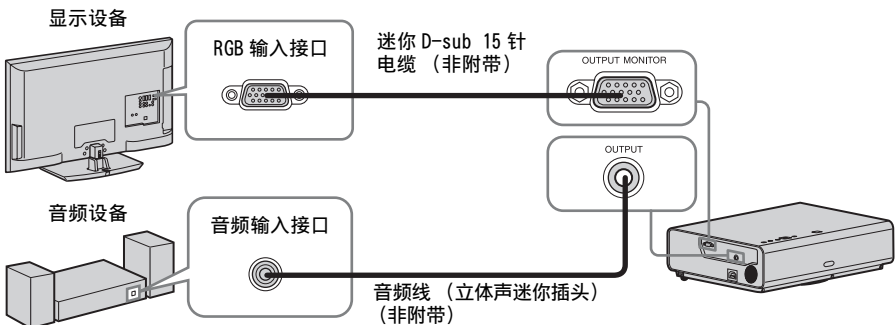 显示设备
RGB 输入接口
迷你 D-sub 15 针
电缆 （非附带）
OUTPUT MONITOR
OUTPUT
音频设备
音频输入接口
音频线 （立体声迷你插头）
（非附带）